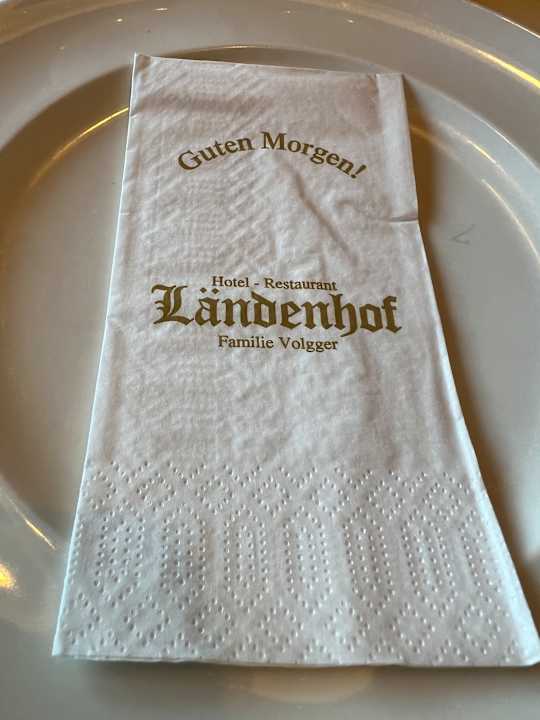 Guten Morgen!
Hotel - Restaurant
Ländenhof
Familie Volgger